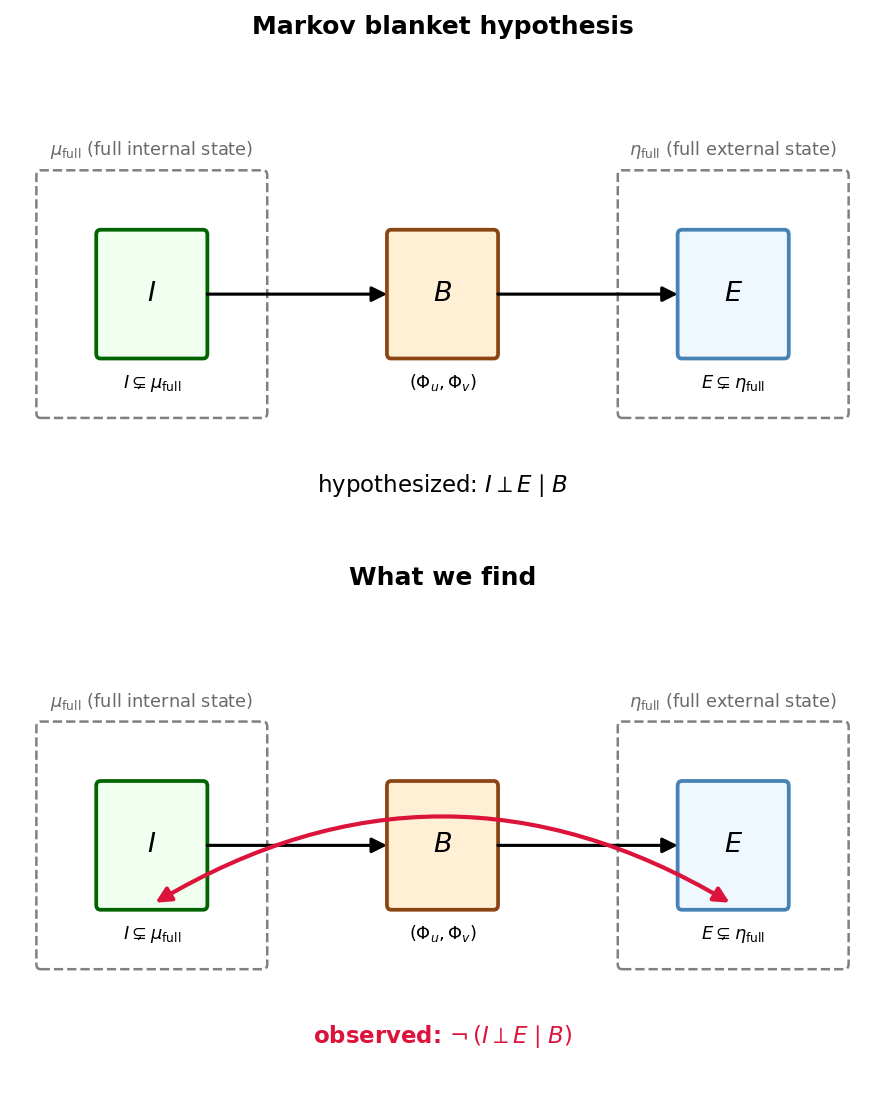 Markov blanket hypothesis
μ_full (full internal state)
η_full (full external state)
I
B
E
I ⊊ μ_full
(Φ_u, Φ_v)
E ⊊ η_full
hypothesized: I ⊥ E | B
What we find
μ_full (full internal state)
η_full (full external state)
I
B
E
I ⊊ μ_full
(Φ_u, Φ_v)
E ⊊ η_full
observed: ¬ (I ⊥ E | B)